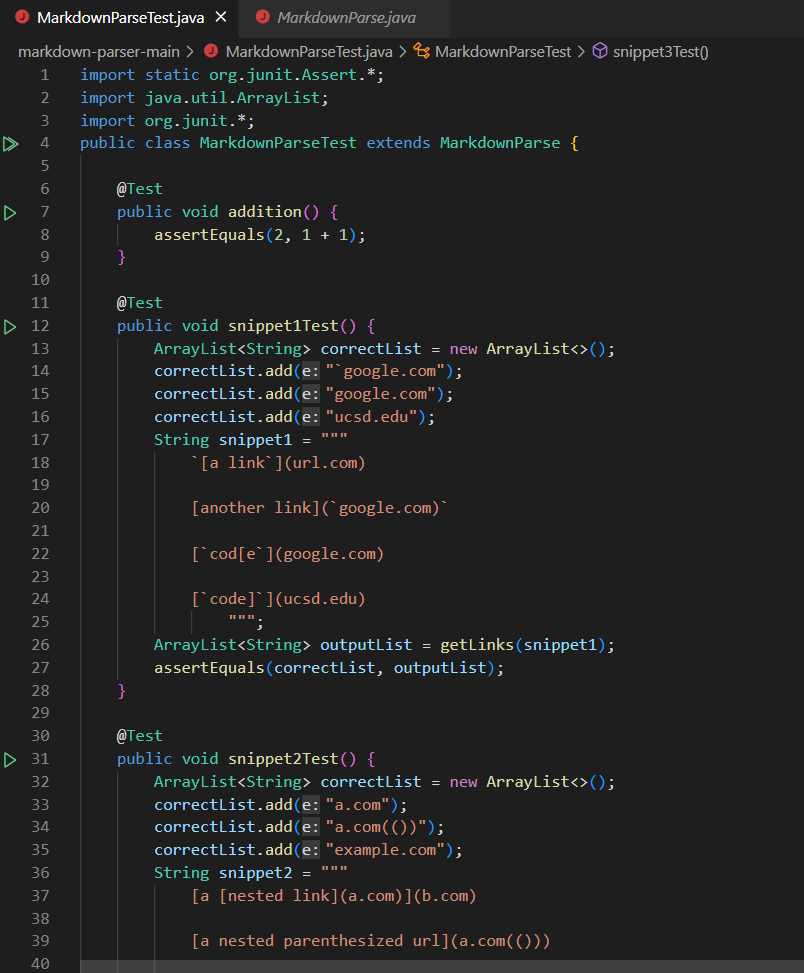 MarkdownParseTest.java MarkdownParse.java
markdown-parser-main > MarkdownParseTest.java > MarkdownParseTest > snippet3Test()
1 import static org.junit.Assert.*;
2 import java.util.ArrayList;
3 import org.junit.*;
4 public class MarkdownParseTest extends MarkdownParse {
5
6 @Test
7 public void addition() {
8 assertEquals(2, 1 + 1);
9 }
10
11 @Test
12 public void snippet1Test() {
13 ArrayList<String> correctList = new ArrayList<>();
14 correctList.add(e: "`google.com");
15 correctList.add(e: "google.com");
16 correctList.add(e: "ucsd.edu");
17 String snippet1 = """
18 `[a link`](url.com)
19
20 [another link](`google.com)`
21
22 [`cod[e`](google.com)
23
24 [`code]`](ucsd.edu)
25 """;
26 ArrayList<String> outputList = getLinks(snippet1);
27 assertEquals(correctList, outputList);
28 }
29
30 @Test
31 public void snippet2Test() {
32 ArrayList<String> correctList = new ArrayList<>();
33 correctList.add(e: "a.com");
34 correctList.add(e: "a.com(())");
35 correctList.add(e: "example.com");
36 String snippet2 = """
37 [a [nested link](a.com)](b.com)
38
39 [a nested parenthesized url](a.com(()))
40